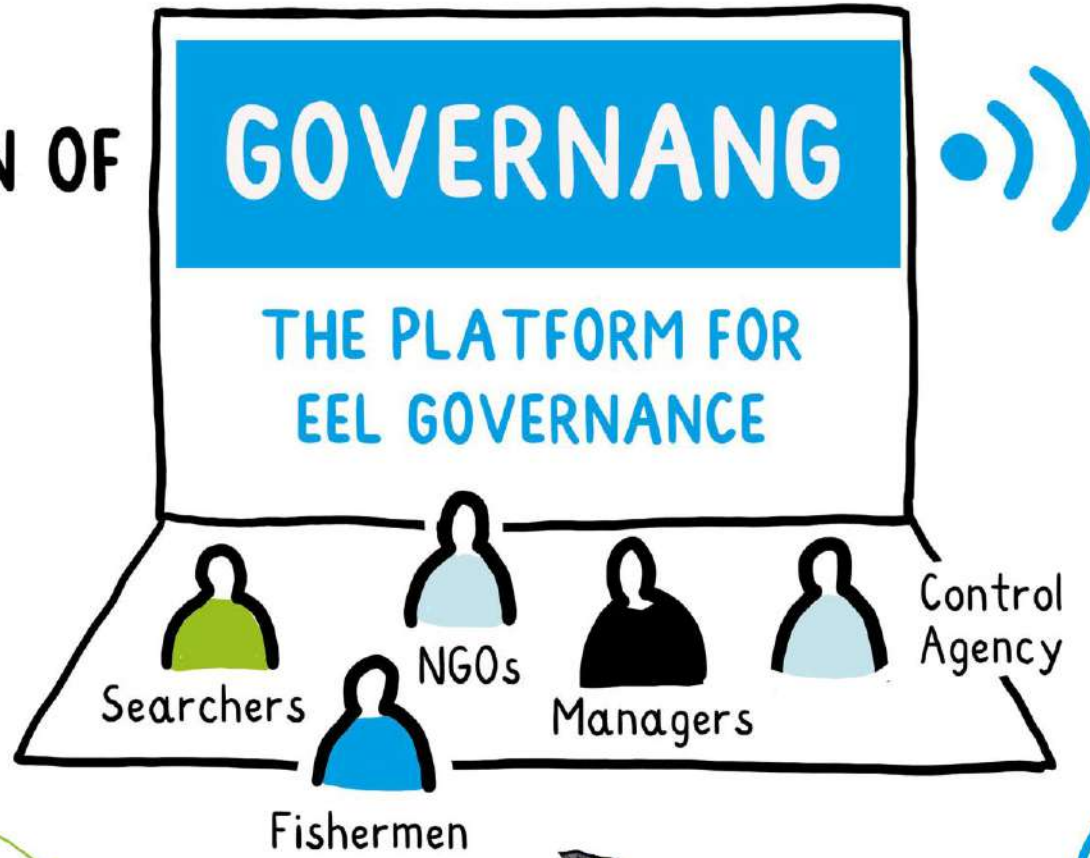 N OF
GOVERNANG
THE PLATFORM FOR
EEL GOVERNANCE
Control
Agency
NGOs
Searchers
Managers
Fishermen